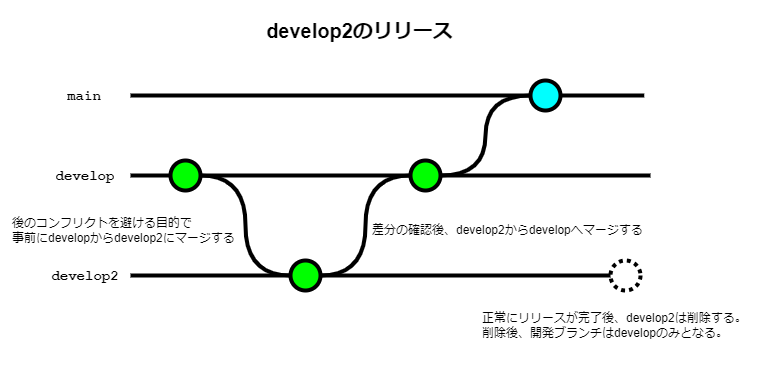 develop2のリリース
main
develop
後のコンフリクトを避ける目的で
事前にdevelopからdevelop2にマージする
差分の確認後、develop2からdevelopへマージする
develop2
正常にリリースが完了後、develop2は削除する。
削除後、開発ブランチはdevelopのみとなる。